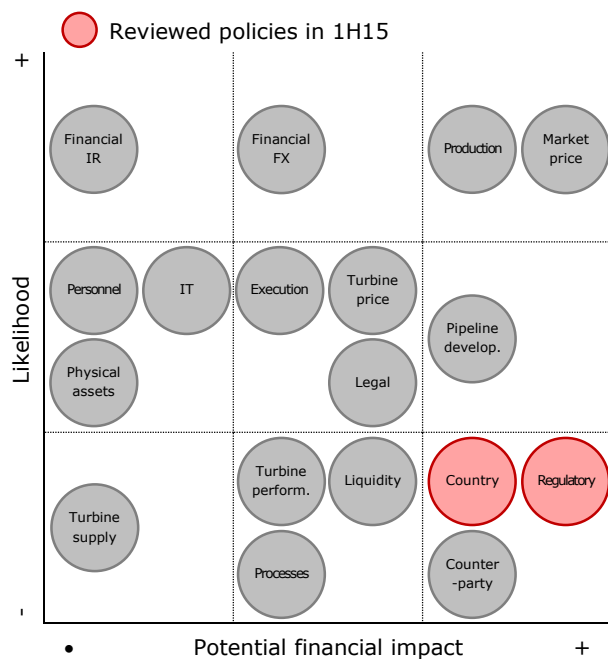 Reviewed policies in 1H15
+
Financial
IR
Financial
FX
Production
Market
price
Likelihood
Personnel
IT
Execution
Turbine
price
Pipeline
develop.
Physical
assets
Legal
Turbine
perform.
Liquidity
Country
Regulatory
Turbine
supply
Processes
Counter
-party
-
• Potential financial impact +